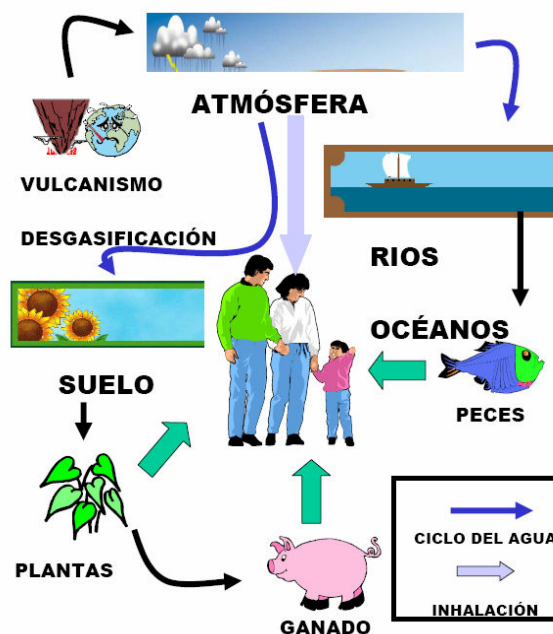 ATMÓSFERA
VULCANISMO
DESGASIFICACIÓN
RIOS
OCÉANOS
SUELO
PECES
PLANTAS
GANADO
CICLO DEL AGUA
INHALACIÓN